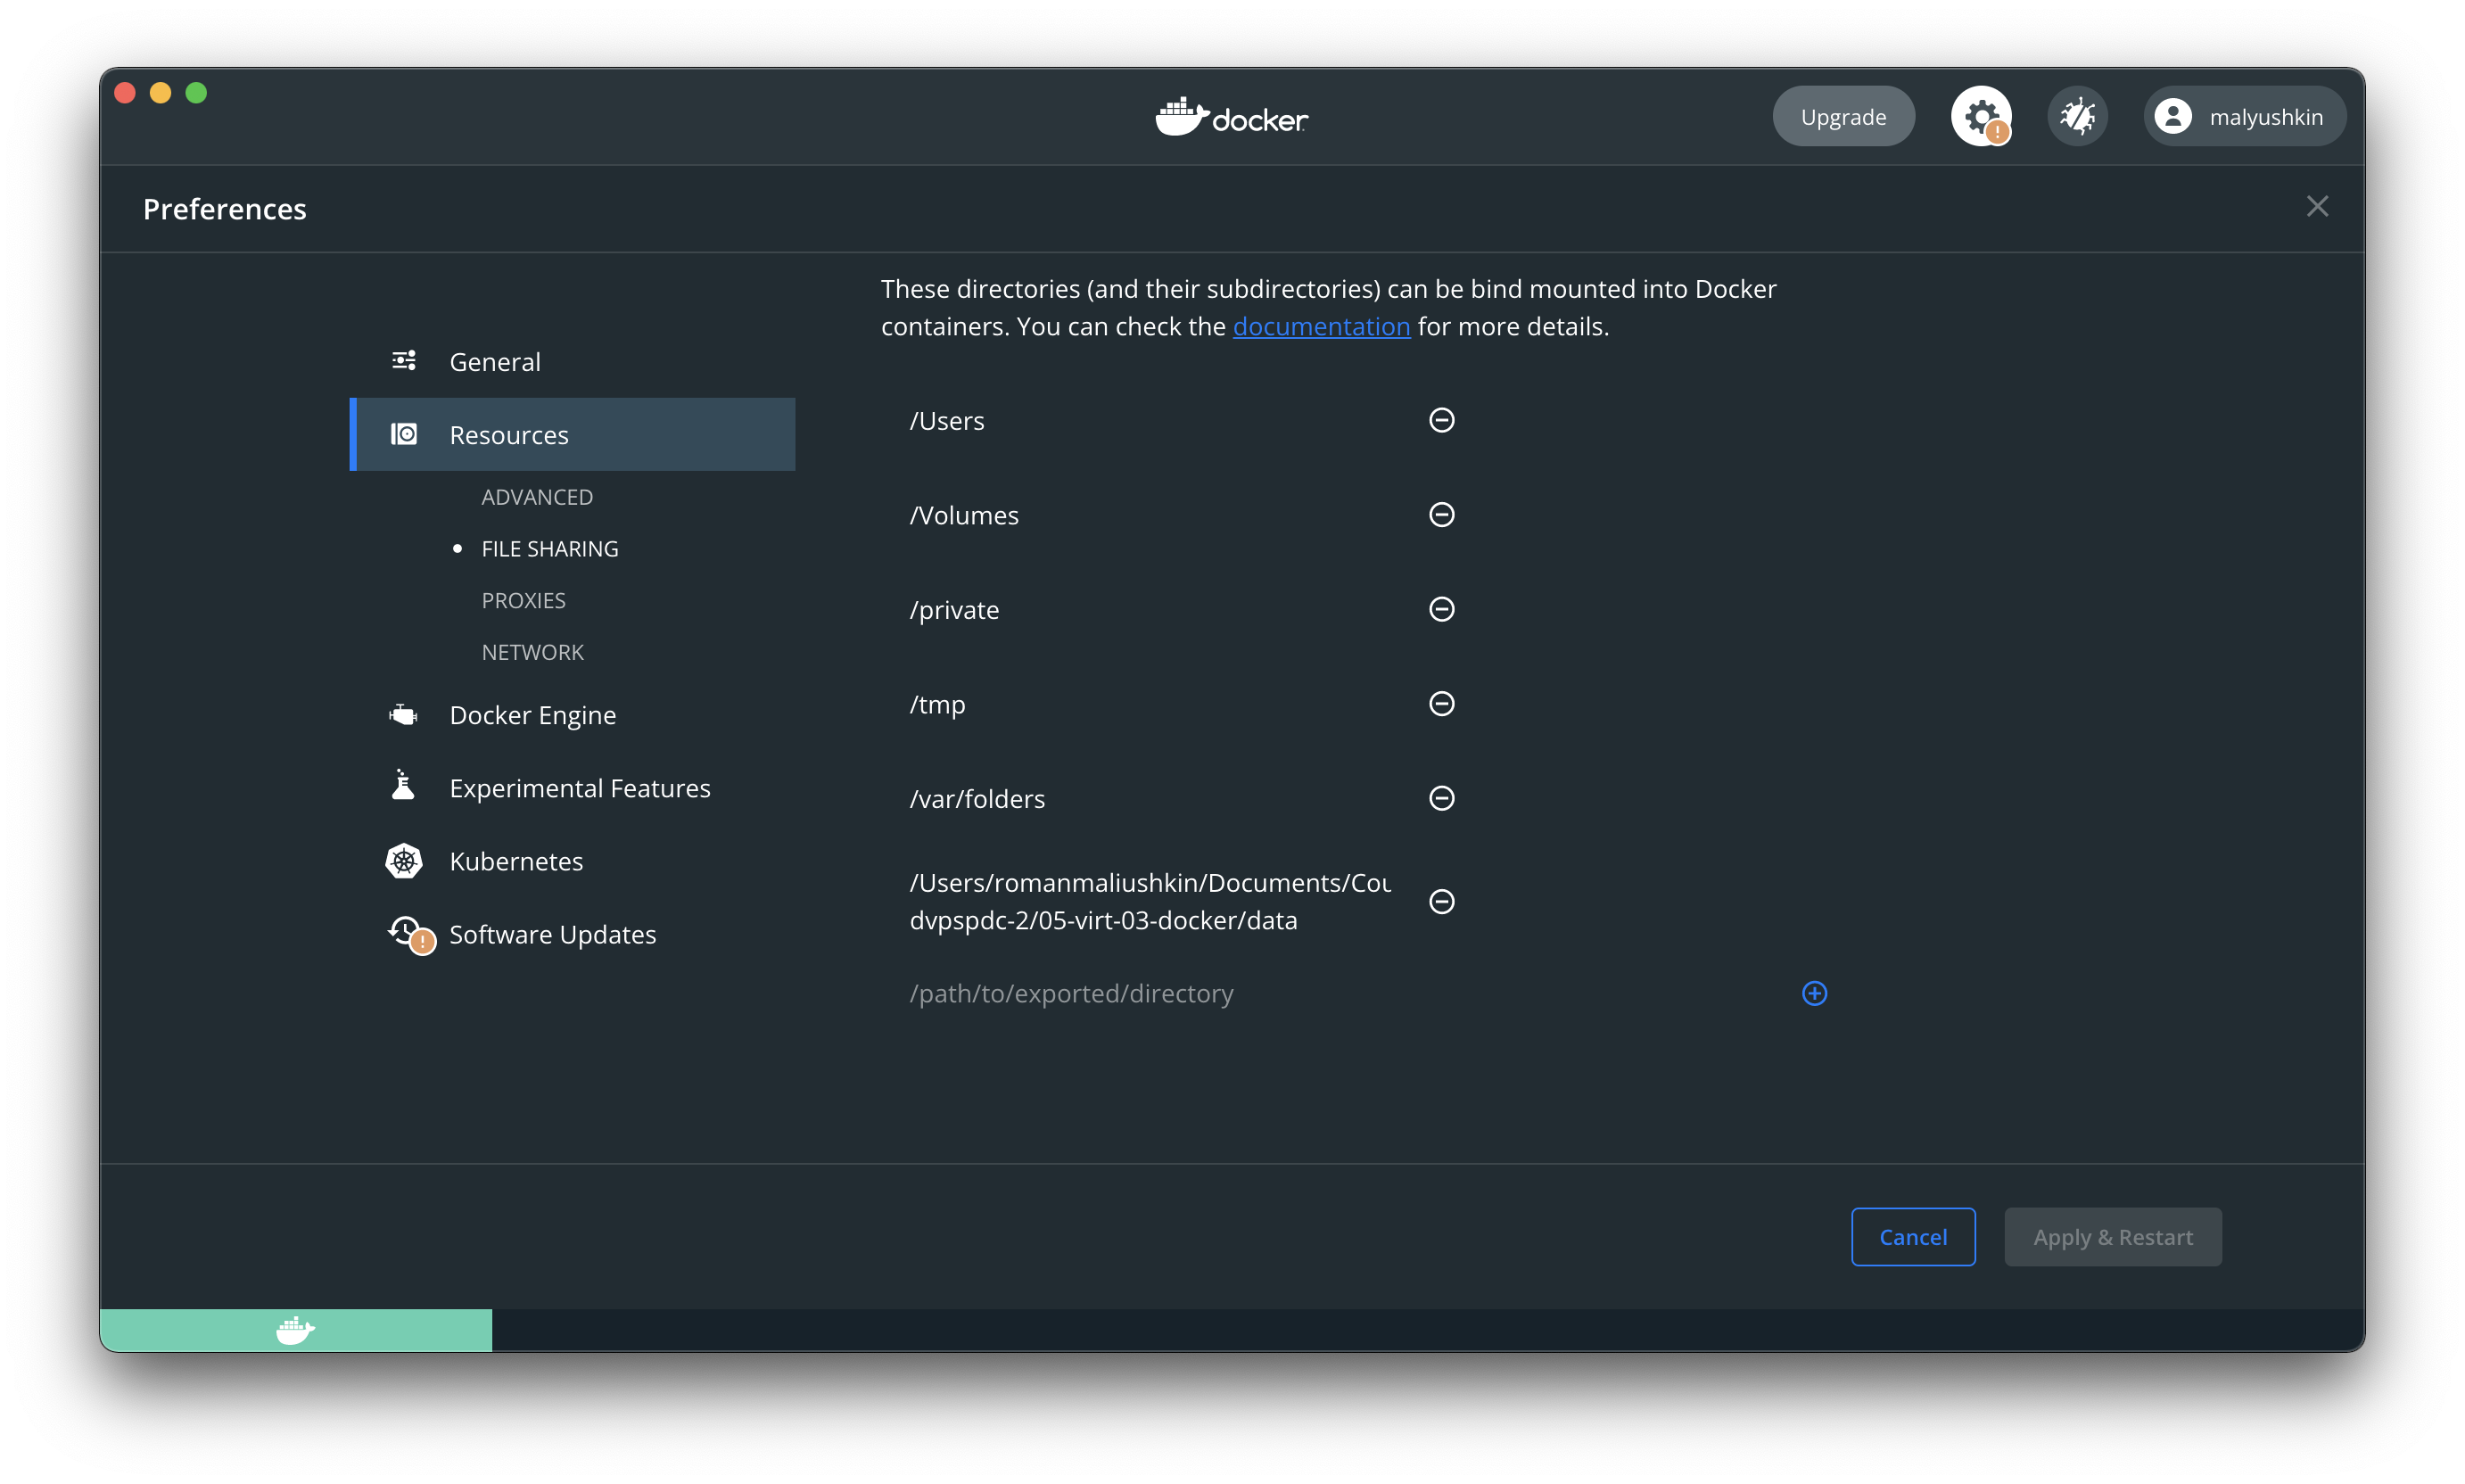 docker
Upgrade
malyushkin
Preferences
These directories (and their subdirectories) can be bind mounted into Docker
containers. You can check the documentation for more details.
General
Resources
ADVANCED
FILE SHARING
PROXIES
NETWORK
Docker Engine
Experimental Features
Kubernetes
Software Updates
/Users
/Volumes
/private
/tmp
/var/folders
/Users/romanmaliushkin/Documents/Cou
dvpspdc-2/05-virt-03-docker/data
/path/to/exported/directory
Cancel
Apply & Restart